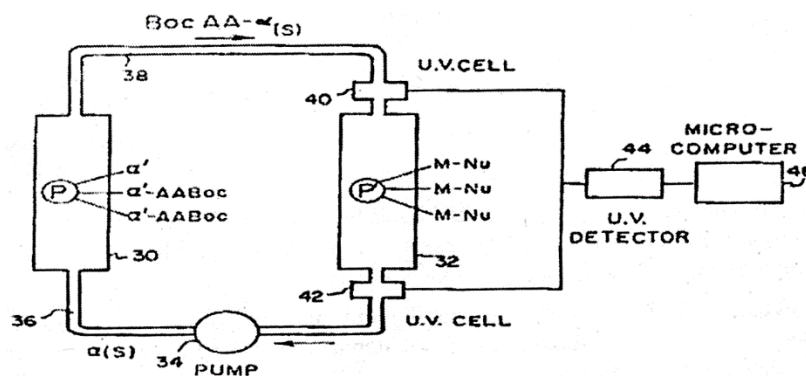 Boc AA-α(S)
38
U.V.CELL
40
MICRO-
COMPUTER
44
46
U.V.
DETECTOR
P
α'
α'-AABoc
α'-AABoc
30
P
M-Nu
M-Nu
M-Nu
32
42
U.V. CELL
36
α(S)
34
PUMP